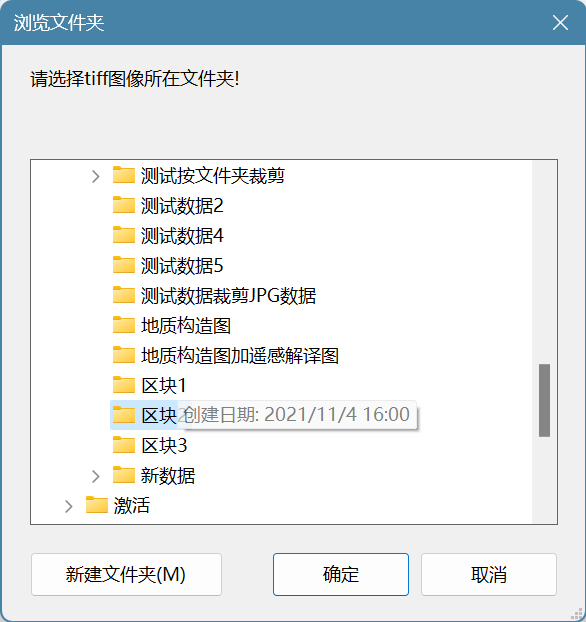 浏览文件夹
请选择tiff图像所在文件夹!
测试按文件夹裁剪
测试数据2
测试数据4
测试数据5
测试数据裁剪JPG数据
地质构造图
地质构造图加遥感解译图
区块1
区块
创建日期: 2021/11/4 16:00
区块3
新数据
激活
新建文件夹(M)
确定
取消